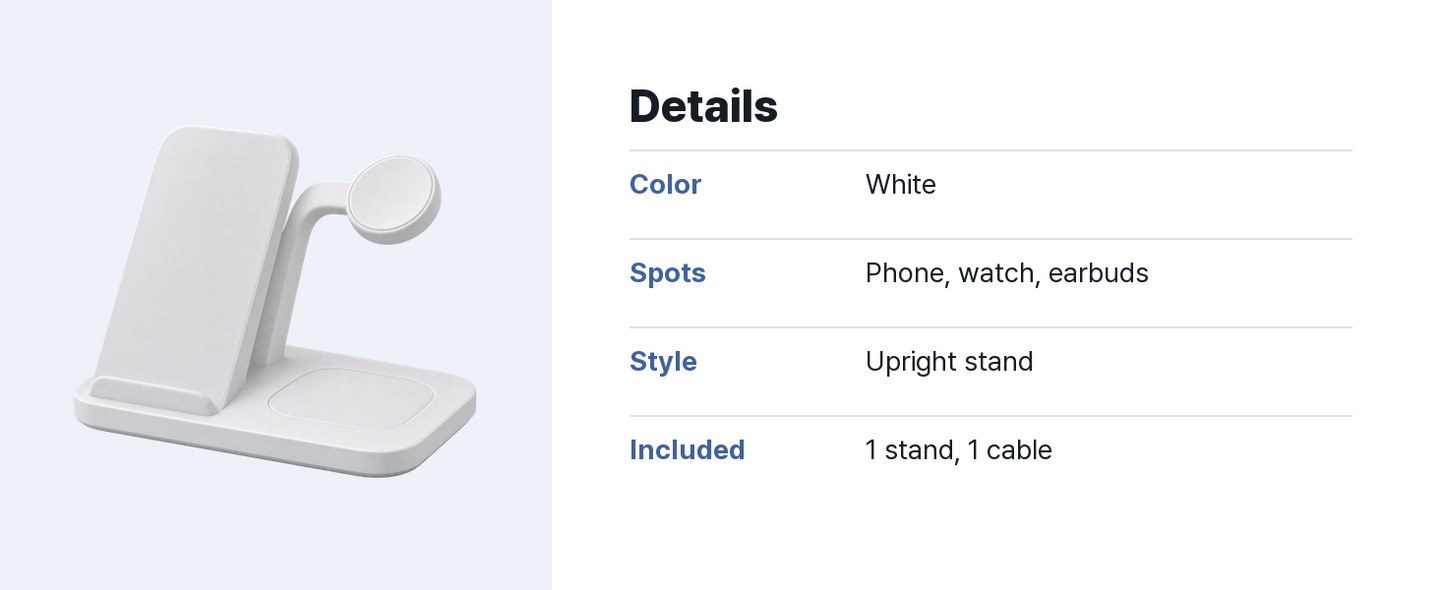 Details
Color White
Spots Phone, watch, earbuds
Style Upright stand
Included 1 stand, 1 cable